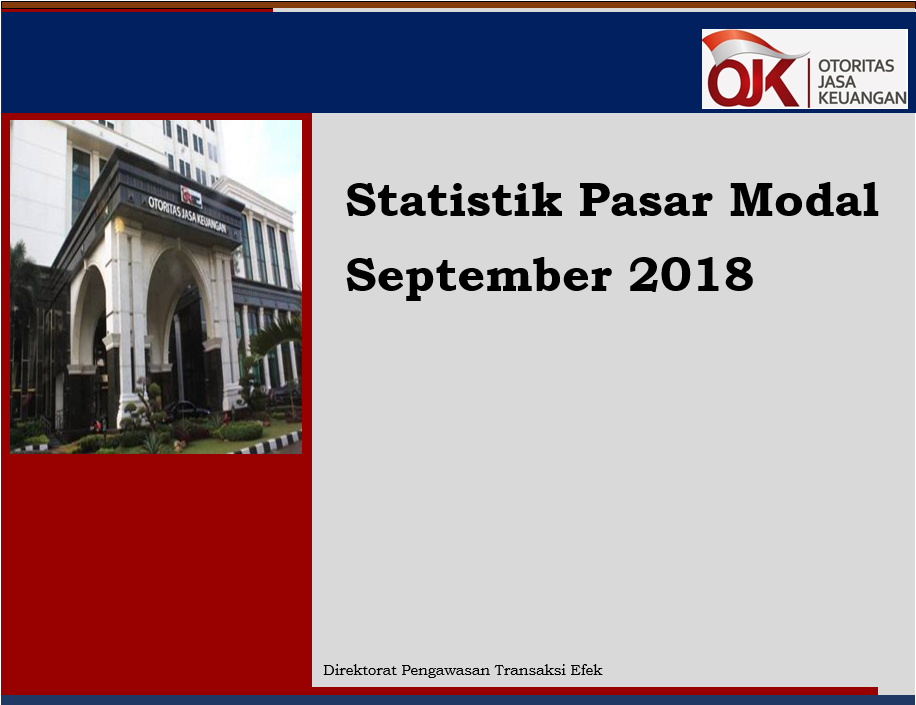 OJK
OTORITAS
JASA
KEUANGAN
OTORITAS JASA KEUANGAN
Statistik Pasar Modal
September 2018
Direktorat Pengawasan Transaksi Efek